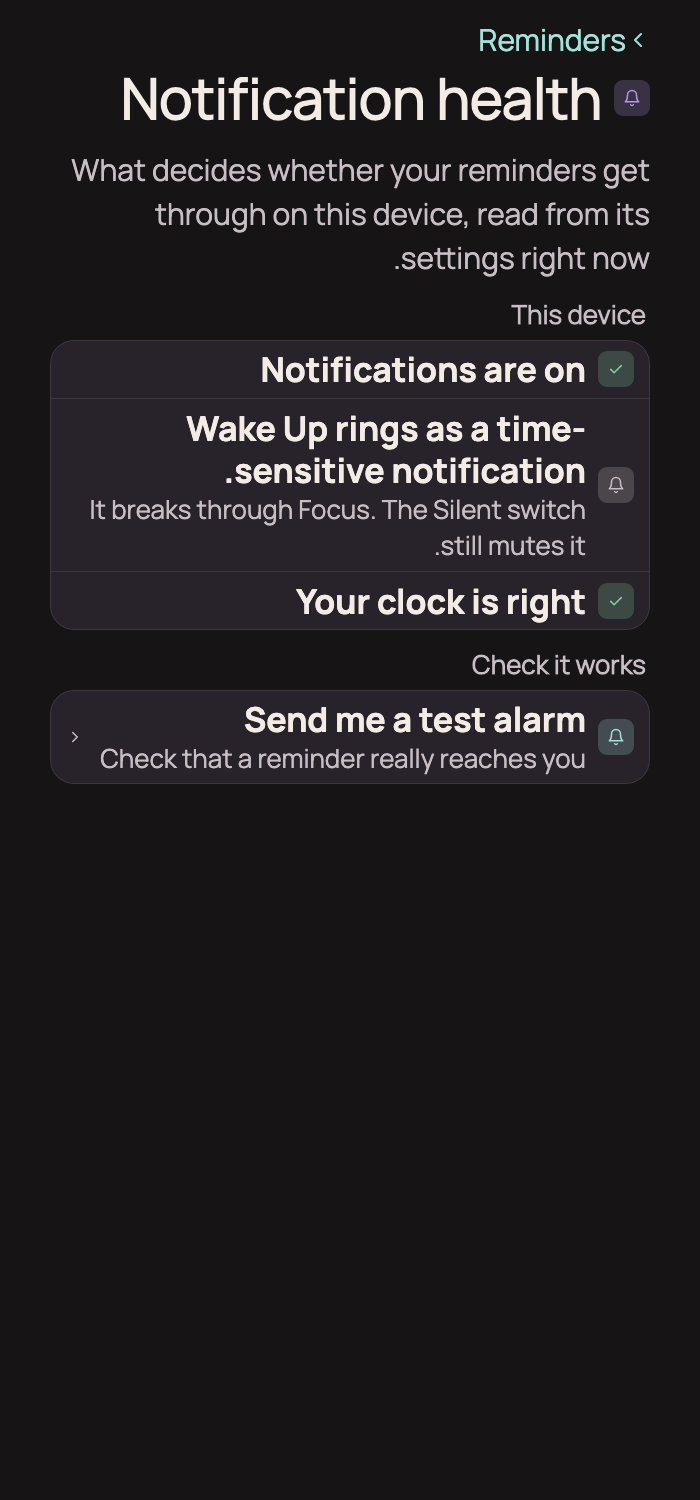 Reminders
Notification health
What decides whether your reminders get
through on this device, read from its
.settings right now
This device
Notifications are on
Wake Up rings as a time-
.sensitive notification
It breaks through Focus. The Silent switch
.still mutes it
Your clock is right
Check it works
Send me a test alarm
Check that a reminder really reaches you